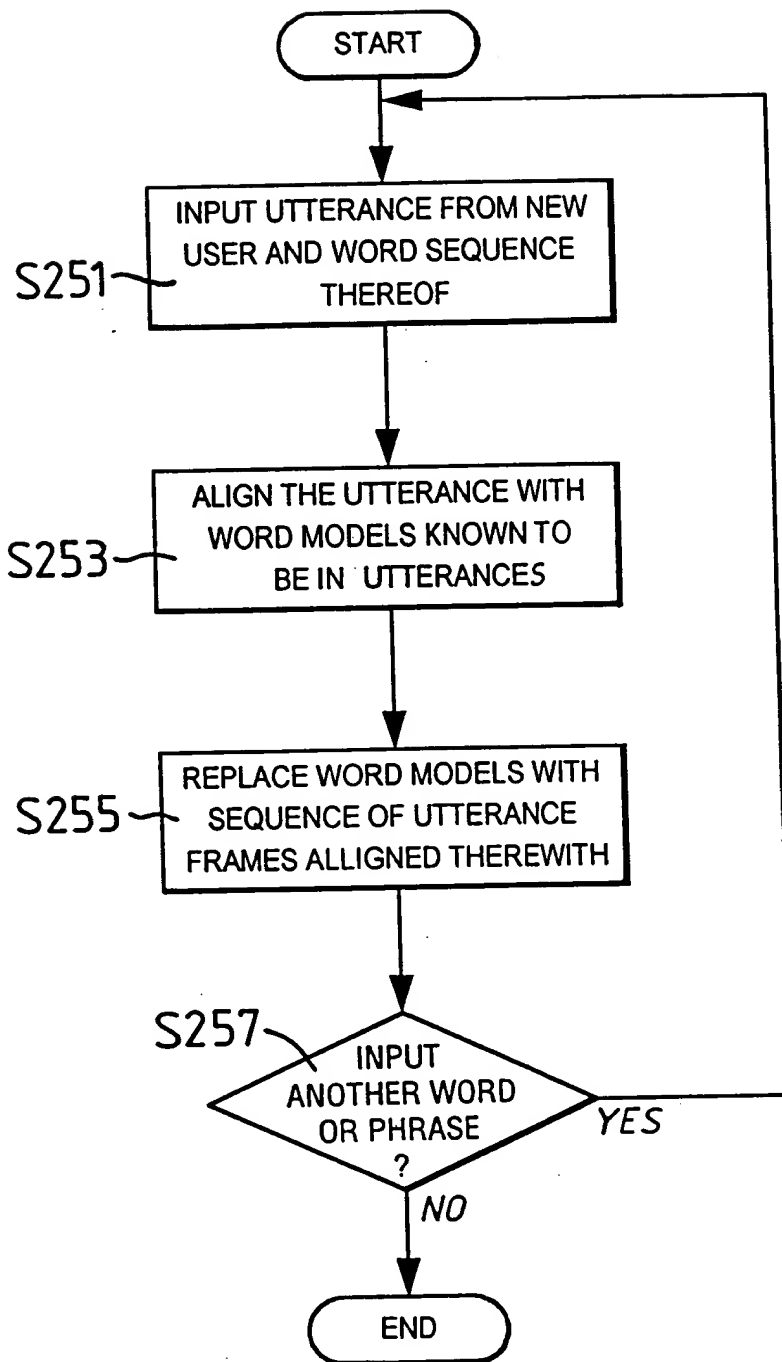 START
INPUT UTTERANCE FROM NEW
USER AND WORD SEQUENCE
THEREOF
S251
ALIGN THE UTTERANCE WITH
WORD MODELS KNOWN TO
BE IN UTTERANCES
S253
REPLACE WORD MODELS WITH
SEQUENCE OF UTTERANCE
FRAMES ALLIGNED THEREWITH
S255
S257
INPUT
ANOTHER WORD
OR PHRASE
?
YES
NO
END